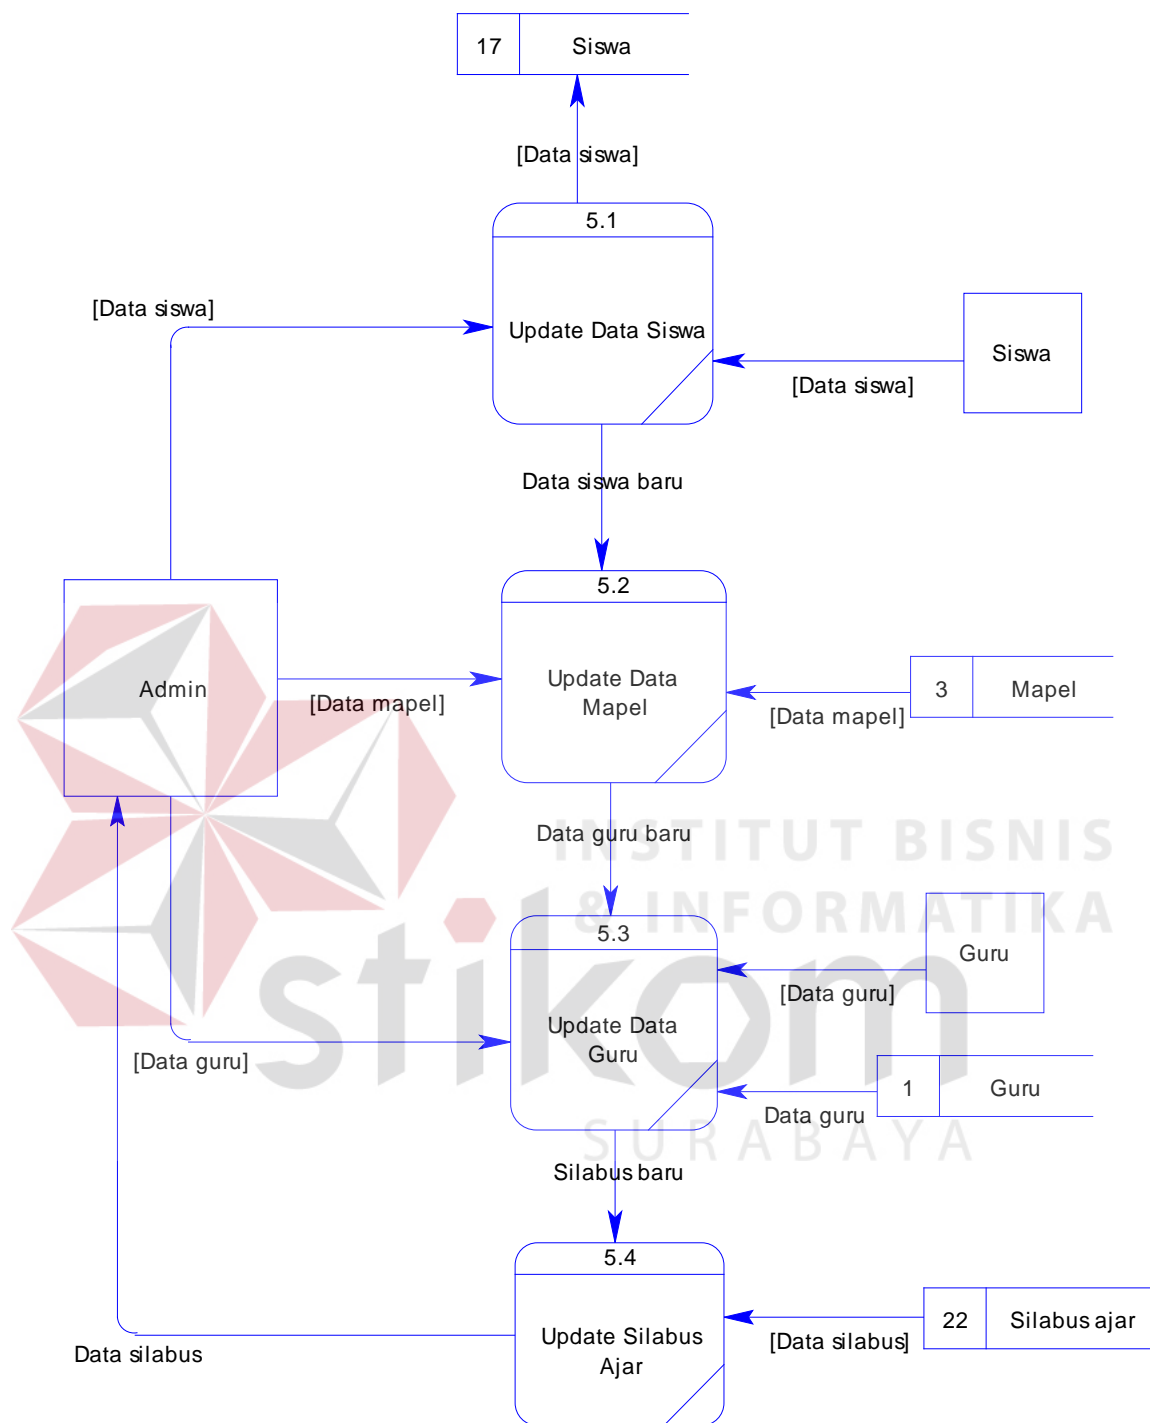 17 Siswa
[Data siswa]
5.1
[Data siswa]
Update Data Siswa
Siswa
[Data siswa]
Data siswa baru
5.2
Admin
Update Data
Mapel
3 Mapel
[Data mapel]
[Data mapel]
Data guru baru
INSTITUT BISNIS
& INFORMATIKA
5.3
Guru
stikom
[Data guru]
Update Data
Guru
[Data guru]
1 Guru
Data guru
SURABAYA
Silabus baru
5.4
22 Silabus ajar
Update Silabus
Ajar
[Data silabus]
Data silabus